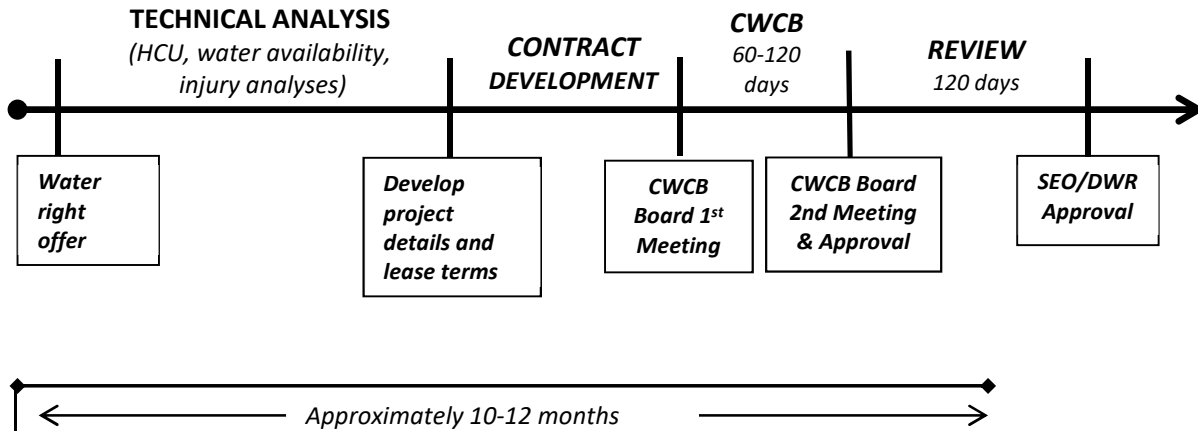 TECHNICAL ANALYSIS
(HCU, water availability,
injury analyses)
CONTRACT
DEVELOPMENT
CWCB
60-120
days
REVIEW
120 days
Water
right
offer
Develop
project
details and
lease terms
CWCB
Board 1st
Meeting
CWCB Board
2nd Meeting
& Approval
SEO/DWR
Approval
Approximately 10-12 months